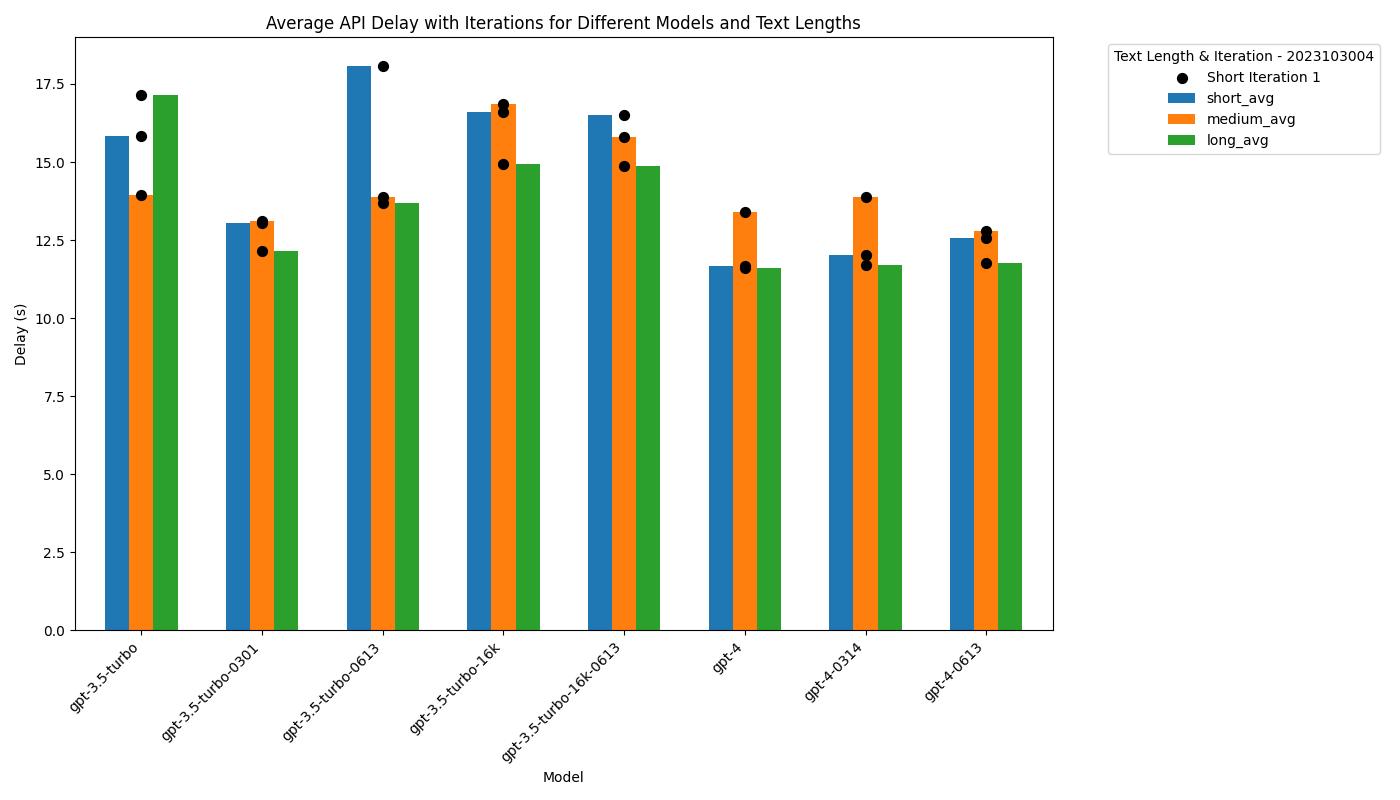 Average API Delay with Iterations for Different Models and Text Lengths
Text Length & Iteration - 2023103004
Short Iteration 1
short_avg
medium_avg
long_avg
Delay (s)
17.5
15.0
12.5
10.0
7.5
5.0
2.5
0.0
gpt-3.5-turbo
gpt-3.5-turbo-0301
gpt-3.5-turbo-0613
gpt-3.5-turbo-16k
gpt-3.5-turbo-16k-0613
gpt-4
gpt-4-0314
gpt-4-0613
Model